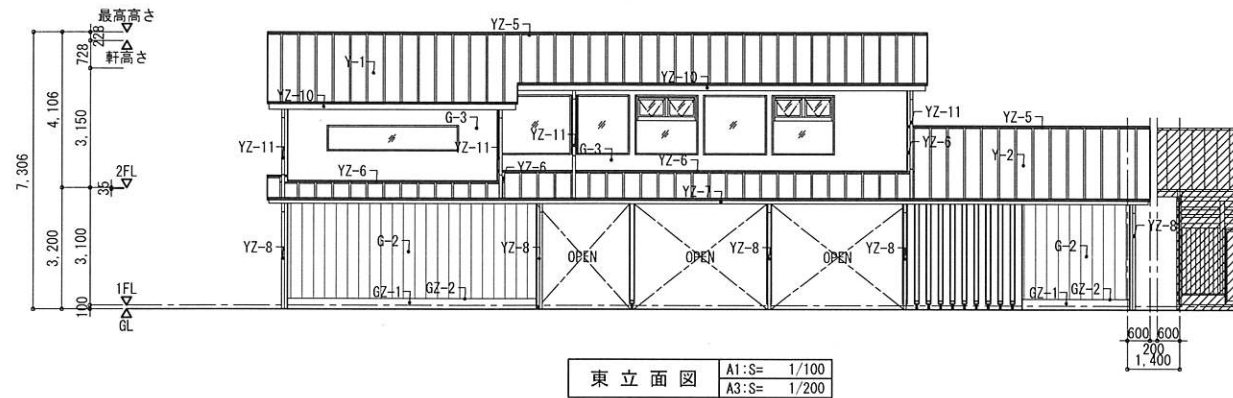 最高高さ
軒高さ
228
728
4,106
3,150
7,306
2FL
35
3,200
3,100
1FL
100
GL
YZ-5
Y-1
YZ-10
YZ-10
G-3
YZ-11
YZ-11
YZ-11
G-3
YZ-11
YZ-5
YZ-6
Y-2
YZ-6
YZ-6
YZ-6
YZ-7
YZ-8
G-2
YZ-8
OPEN
OPEN
YZ-8
OPEN
YZ-8
G-2
YZ-8
GZ-1
GZ-2
GZ-1
GZ-2
600
600
200
1,400
東立面図
A1:S= 1/100
A3:S= 1/200